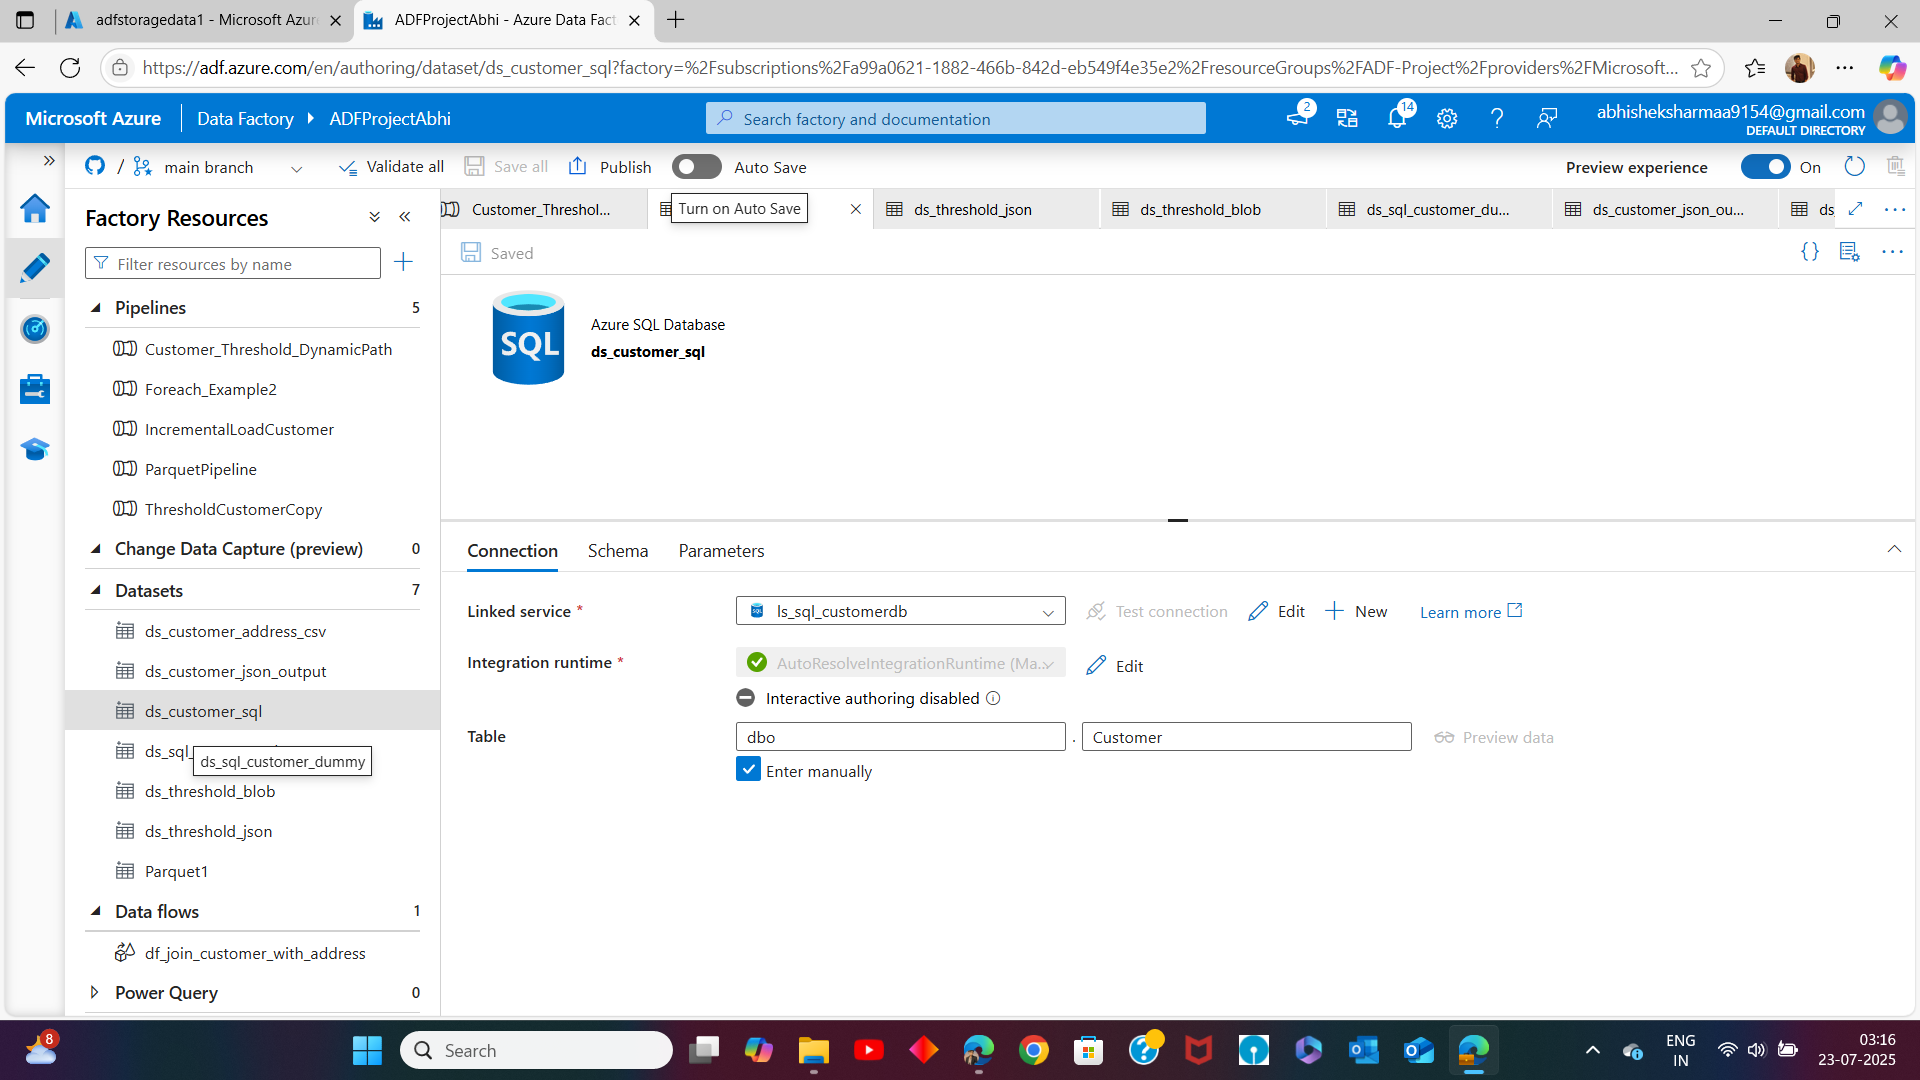 adfstoragedata1 - Microsoft Azur
ADFProjectAbhi - Azure Data Fact
https://adf.azure.com/en/authoring/dataset/ds_customer_sql?factory=%2Fsubscriptions%2Fa99a0621-1882-466b-842d-eb549f4e35e2%2FresourceGroups%2FADF-Project%2Fproviders%2FMicrosoft...
Microsoft Azure
Data Factory
ADFProjectAbhi
Search factory and documentation
2
14
abhisheksharmaa9154@gmail.com
DEFAULT DIRECTORY
/
main branch
Validate all
Save all
Publish
Auto Save
Preview experience
On
Factory Resources
Customer_Threshol...
Turn on Auto Save
ds_threshold_json
ds_threshold_blob
ds_sql_customer_du...
ds_customer_json_ou...
ds
Filter resources by name
Saved
Pipelines 5
Customer_Threshold_DynamicPath
Foreach_Example2
IncrementalLoadCustomer
ParquetPipeline
ThresholdCustomerCopy
Change Data Capture (preview) 0
Datasets 7
ds_customer_address_csv
ds_customer_json_output
ds_customer_sql
ds_sql_
ds_sql_customer_dummy
ds_threshold_blob
ds_threshold_json
Parquet1
Data flows 1
df_join_customer_with_address
Power Query 0
SQL
Azure SQL Database
ds_customer_sql
Connection
Schema
Parameters
Linked service *
SQL
ls_sql_customerdb
Test connection
Edit
New
Learn more
Integration runtime *
AutoResolveIntegrationRuntime (Ma...
Edit
Interactive authoring disabled
Table
dbo
.
Customer
Preview data
Enter manually
8
Search
ENG
IN
03:16
23-07-2025